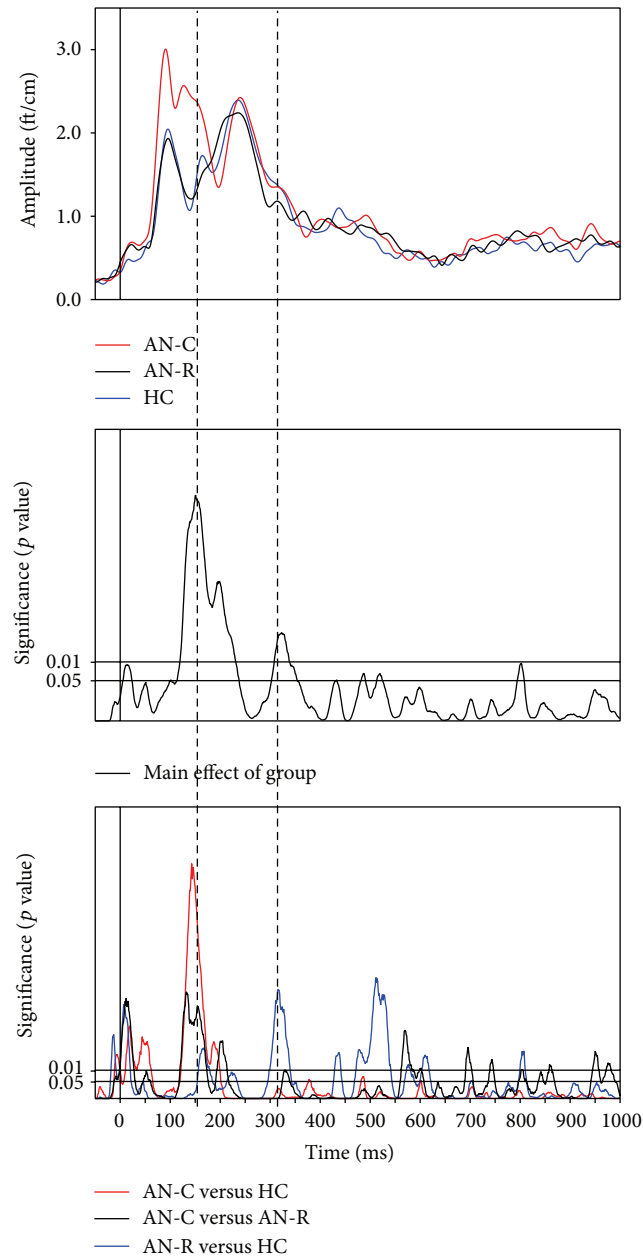 Amplitude (ft/cm)
3.0
2.0
1.0
0.0
AN-C
AN-R
HC
Significance (p value)
0.01
0.05
Main effect of group
Significance (p value)
0.01
0.05
0 100 200 300 400 500 600 700 800 900 1000
Time (ms)
AN-C versus HC
AN-C versus AN-R
AN-R versus HC